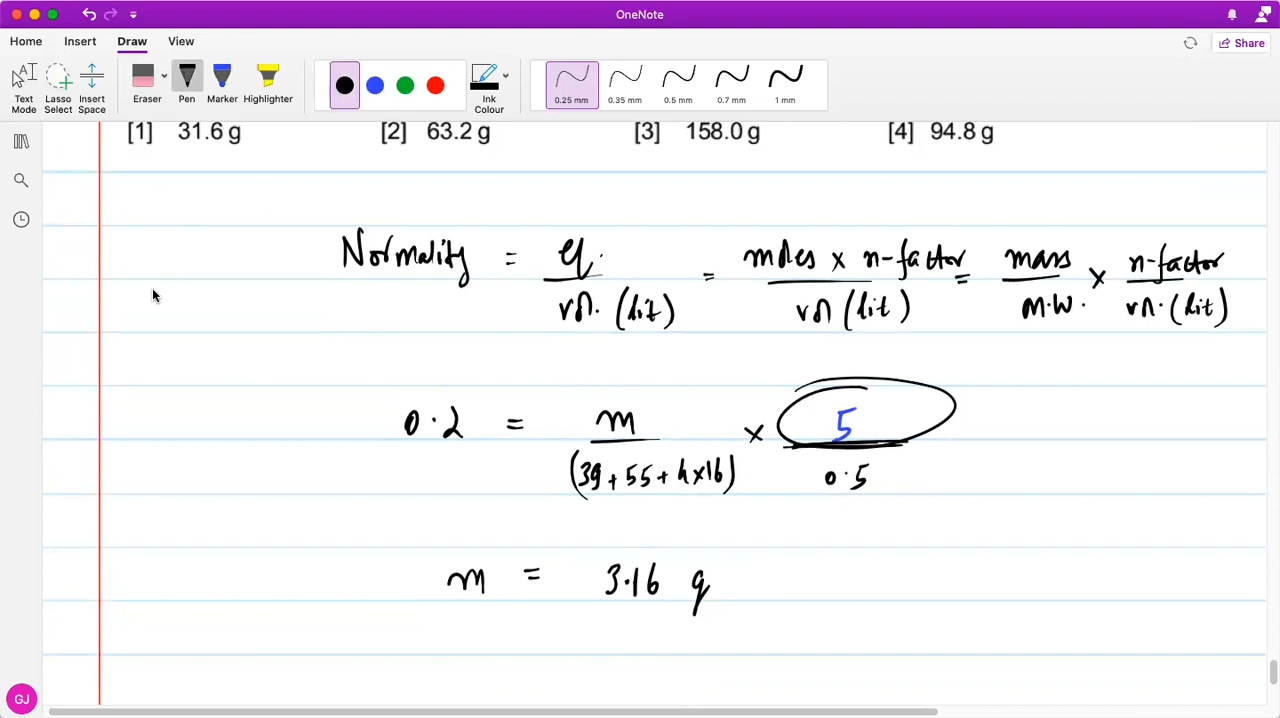 OneNote
Home Insert Draw View
Share
Text Mode
Lasso Select
Insert Space
Eraser
Pen
Marker
Highlighter
Ink Colour
0.25 mm
0.35 mm
0.5 mm
0.7 mm
1 mm
[1] 31.6 g [2] 63.2 g [3] 158.0 g [4] 94.8 g
Normality = eq. / vol. (lit) = moles x n-factor / vol (lit) = mass / M.W. x n-factor / vol. (lit)
0.2 = m / (39+55+4x16) x 5 / 0.5
m = 3.16 g
GJ